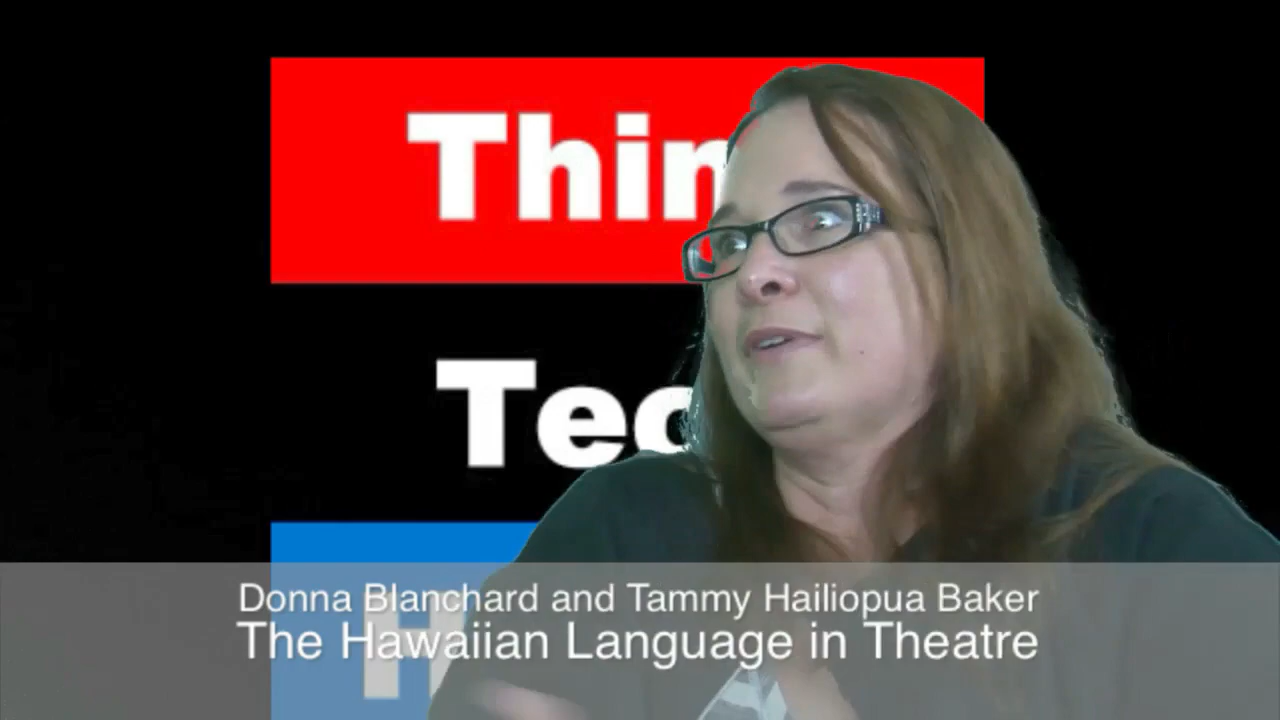 Thin
Tec
H
Donna Blanchard and Tammy Hailiopua Baker
The Hawaiian Language in Theatre